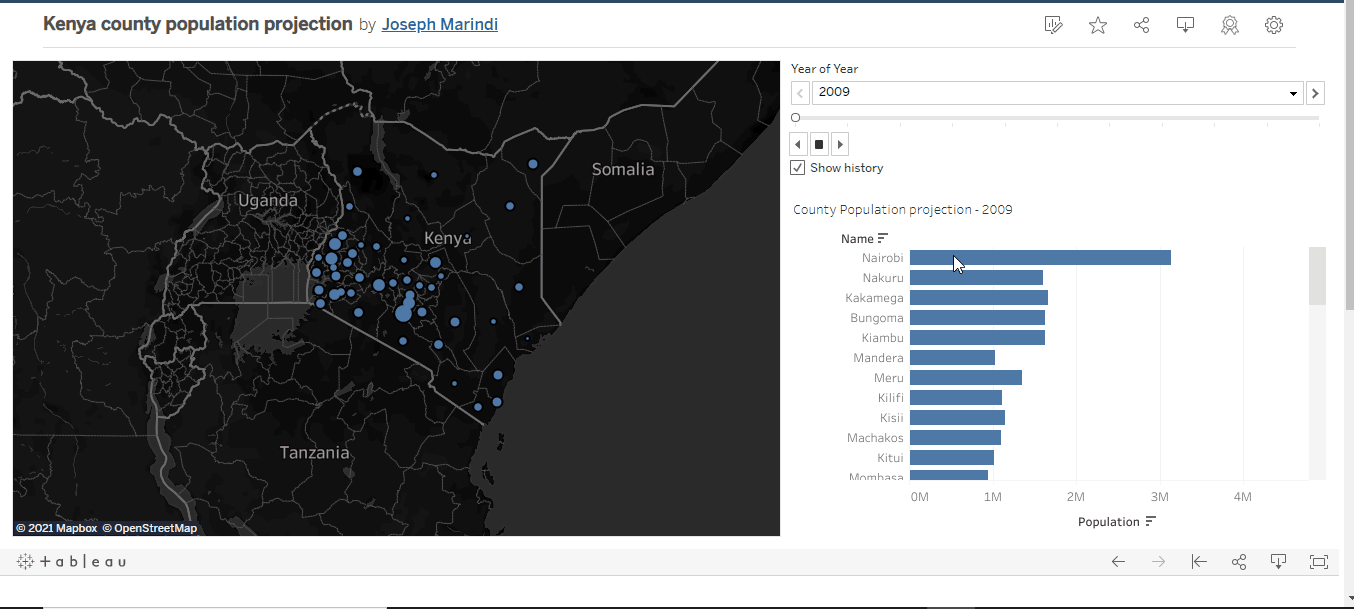 Kenya county population projection by Joseph Marindi
Year of Year
2009
Show history
Somalia
Uganda
Kenya
Tanzania
© 2021 Mapbox © OpenStreetMap
County Population projection - 2009
Name
Nairobi
Nakuru
Kakamega
Bungoma
Kiambu
Mandera
Meru
Kilifi
Kisii
Machakos
Kitui
Mombasa
0M 1M 2M 3M 4M
Population
+ a b | e a u